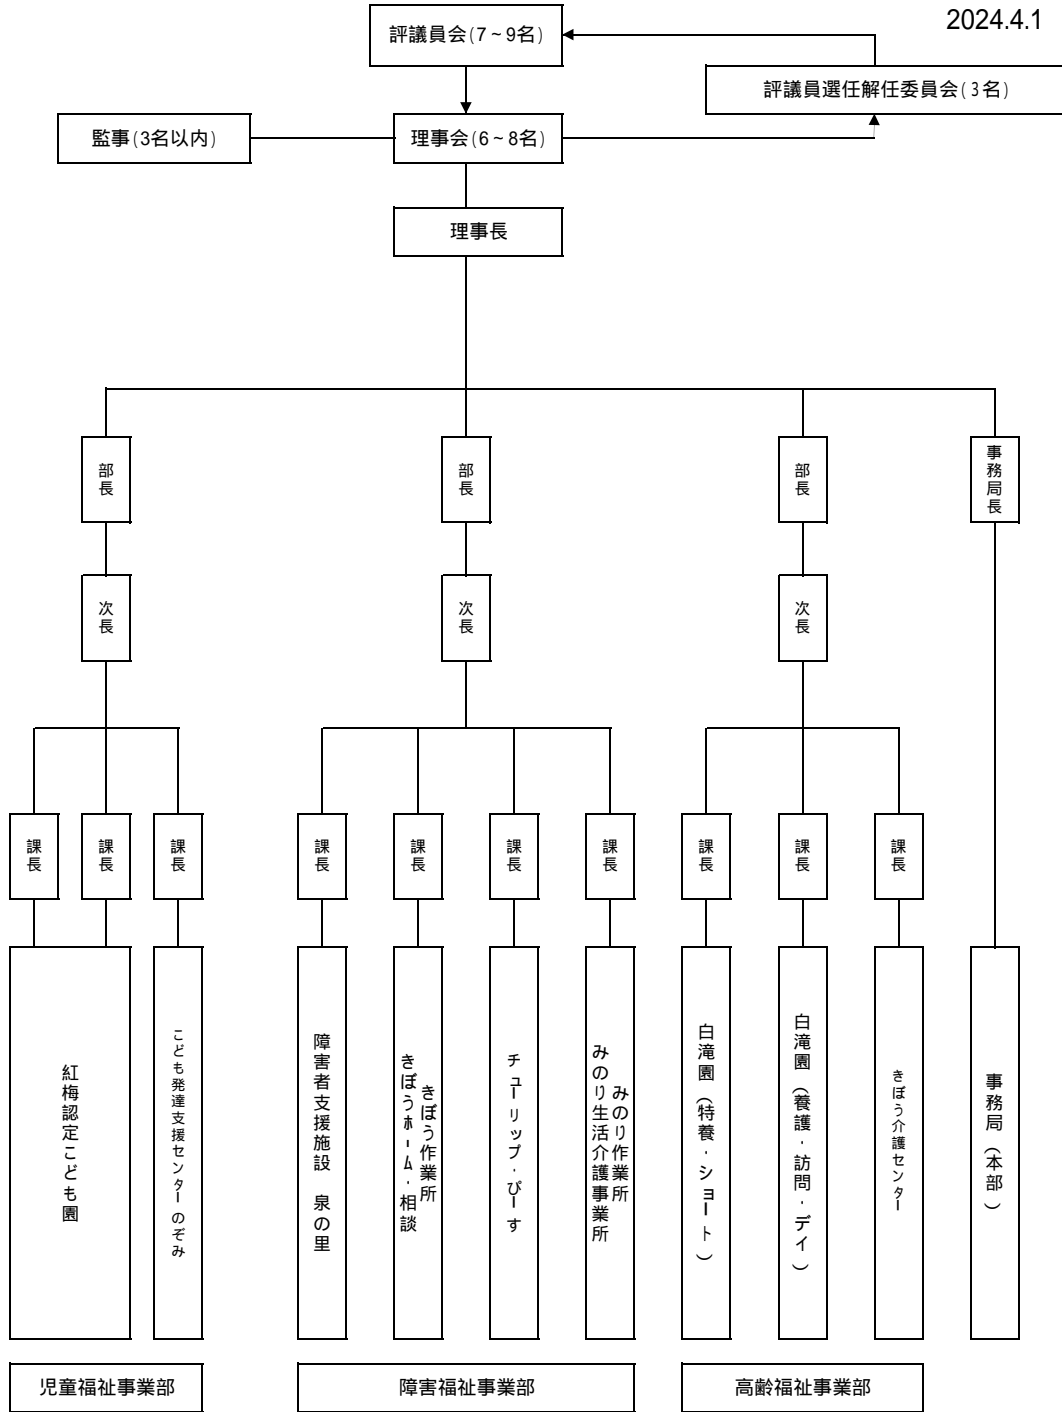 2024.4.1
評議員会(7~9名)
評議員選任解任委員会(3名)
監事(3名以内)
理事会(6~8名)
理事長
部長
部長
部長
事務局長
次長
次長
次長
課長
課長
課長
課長
課長
課長
課長
課長
課長
課長
紅梅認定こども園
こども発達支援センターのぞみ
障害者支援施設 泉の里
きぼう作業所
きぼうホーム・相談
チューリップ・ぴーす
みのり作業所
みのり生活介護事業所
白滝園(特養・ショート)
白滝園(養護・訪問・デイ)
きぼう介護センター
事務局(本部)
児童福祉事業部
障害福祉事業部
高齢福祉事業部